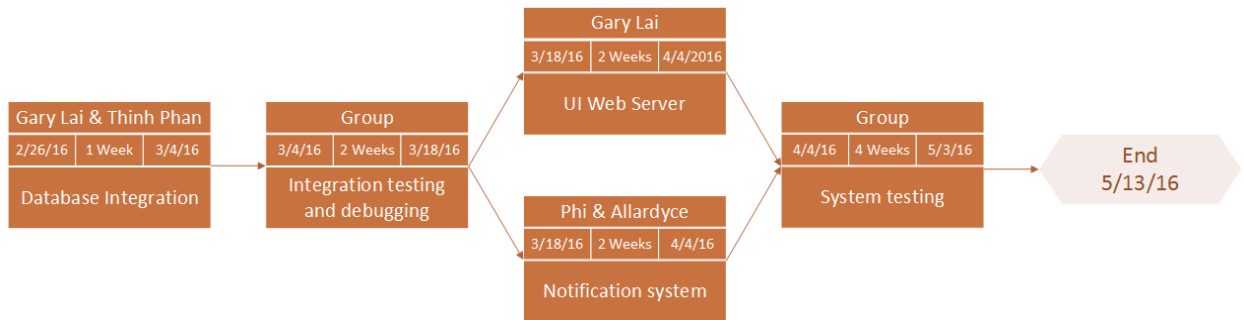 Gary Lai & Thinh Phan
2/26/16 1 Week 3/4/16
Database Integration
Group
3/4/16 2 Weeks 3/18/16
Integration testing
and debugging
Gary Lai
3/18/16 2 Weeks 4/4/2016
UI Web Server
Phi & Allardyce
3/18/16 2 Weeks 4/4/16
Notification system
Group
4/4/16 4 Weeks 5/3/16
System testing
End
5/13/16